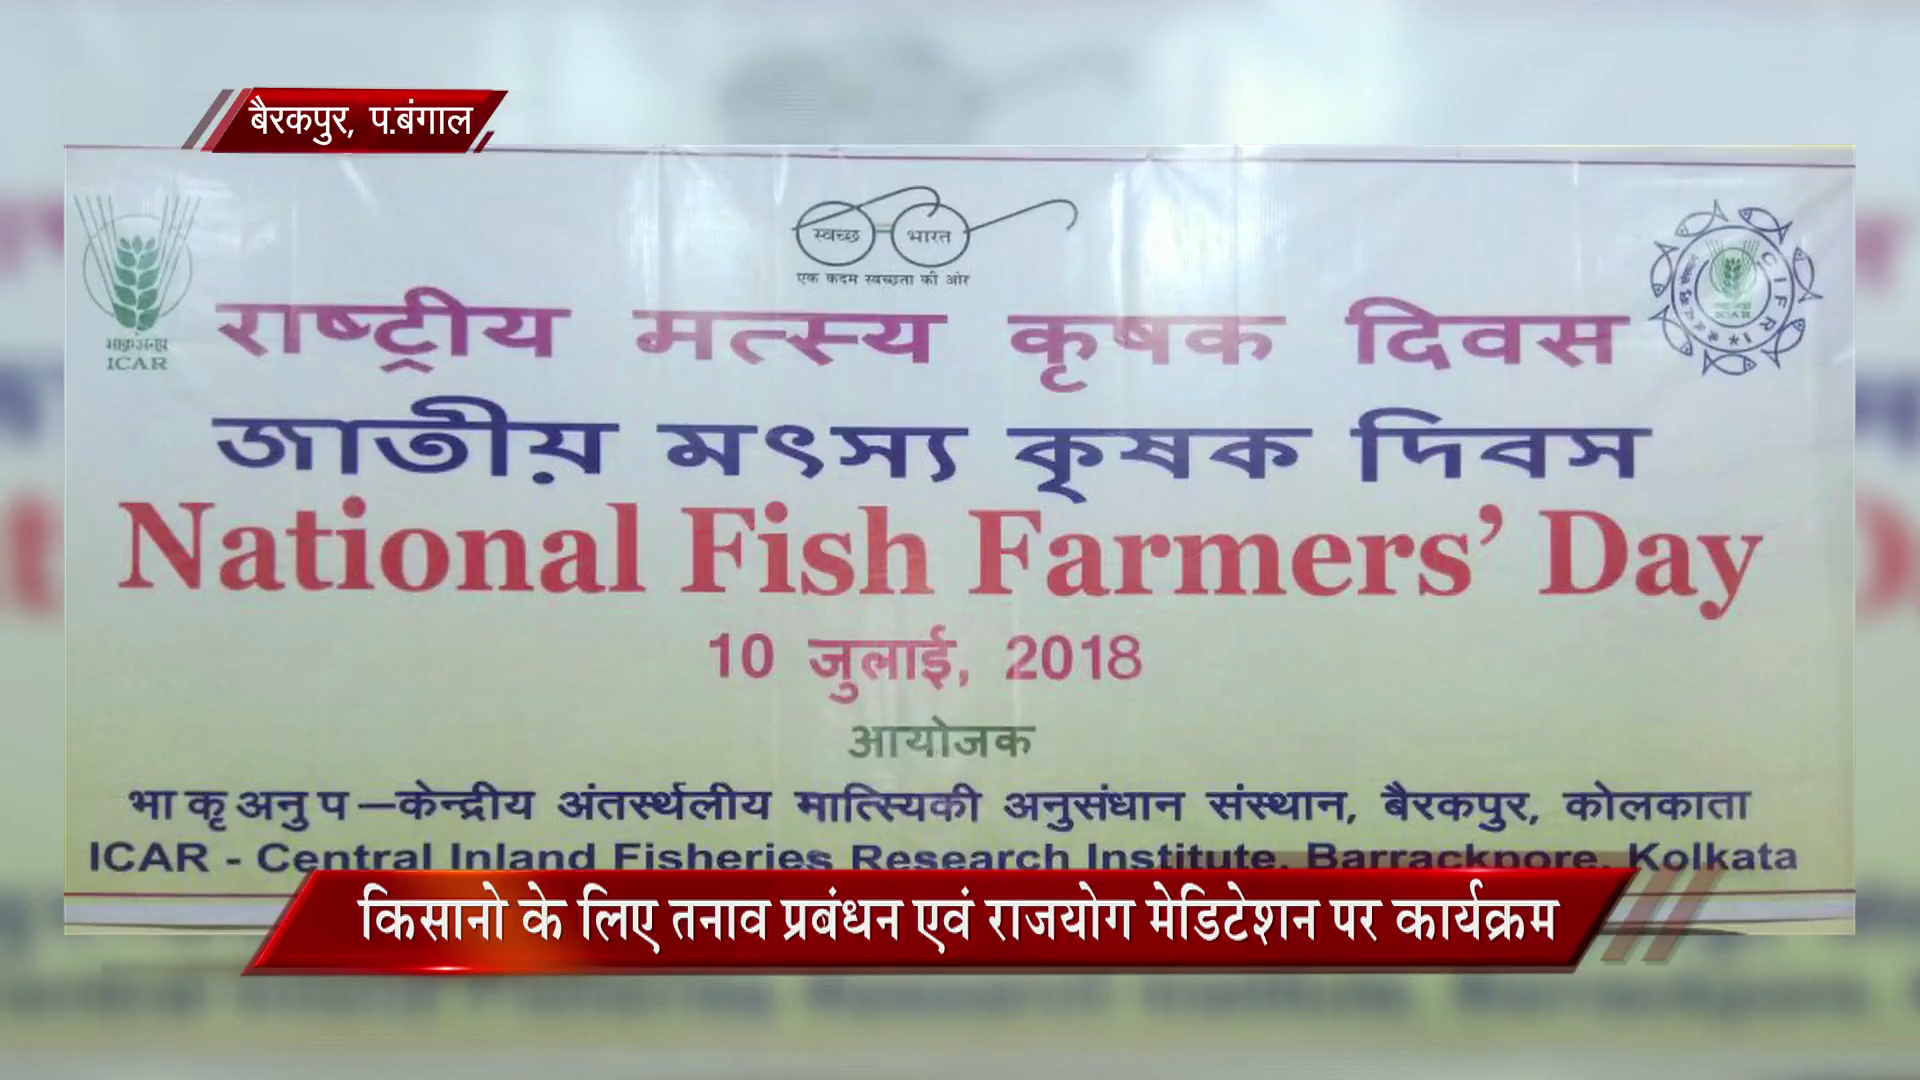 बैरकपुर, प.बंगाल
स्वच्छ भारत
एक कदम स्वच्छता की ओर
भाकृअनुप
ICAR
CIFRI
ICAR
राष्ट्रीय मत्स्य कृषक दिवस
জাতীয় মৎস্য কৃষক দিবস
National Fish Farmers’ Day
10 जुलाई, 2018
आयोजक
भा कृ अनु प –केन्द्रीय अंतर्स्थलीय मात्स्यिकी अनुसंधान संस्थान, बैरकपुर, कोलकाता
ICAR - Central Inland Fisheries Research Institute, Barrackpore, Kolkata
किसानो के लिए तनाव प्रबंधन एवं राजयोग मेडिटेशन पर कार्यक्रम